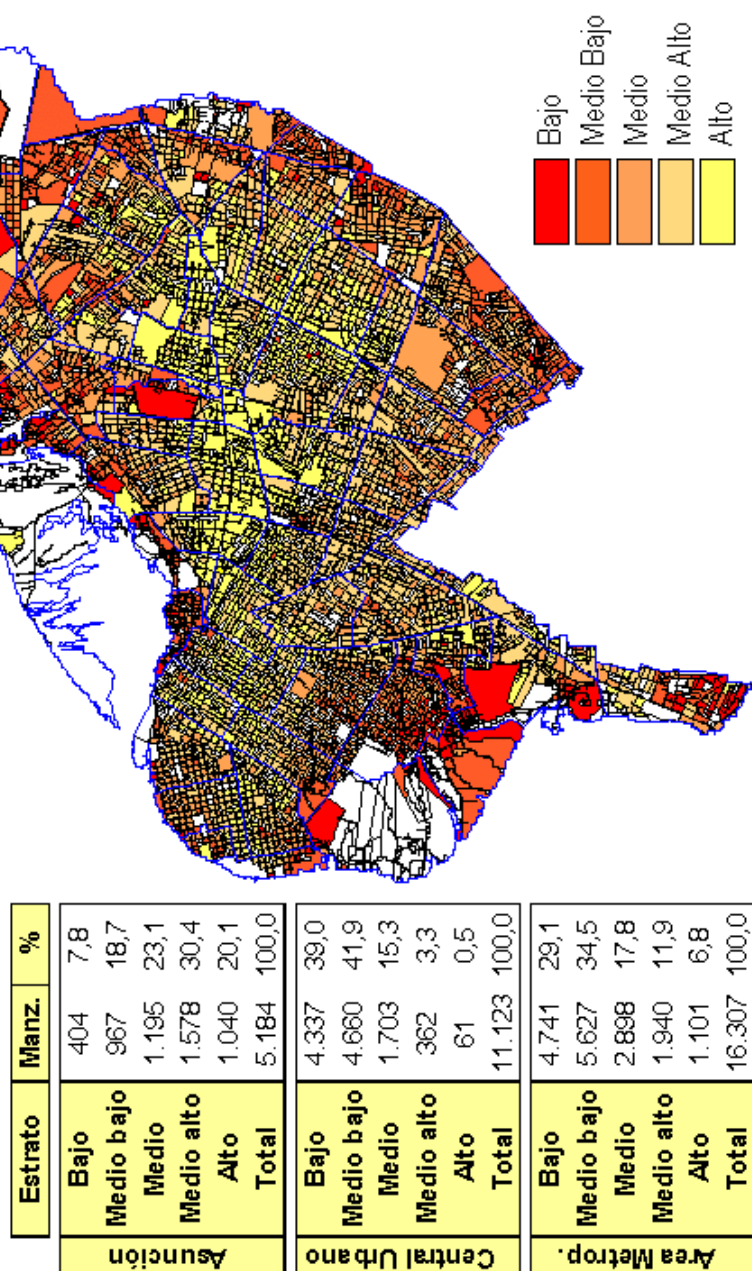 Estrato Manz. %
Asunción
Bajo 404 7,8
Medio bajo 967 18,7
Medio 1.195 23,1
Medio alto 1.578 30,4
Alto 1.040 20,1
Total 5.184 100,0
Central Urbano
Bajo 4.337 39,0
Medio bajo 4.660 41,9
Medio 1.703 15,3
Medio alto 362 3,3
Alto 61 0,5
Total 11.123 100,0
Area Metrop.
Bajo 4.741 29,1
Medio bajo 5.627 34,5
Medio 2.898 17,8
Medio alto 1.940 11,9
Alto 1.101 6,8
Total 16.307 100,0
Bajo
Medio Bajo
Medio
Medio Alto
Alto